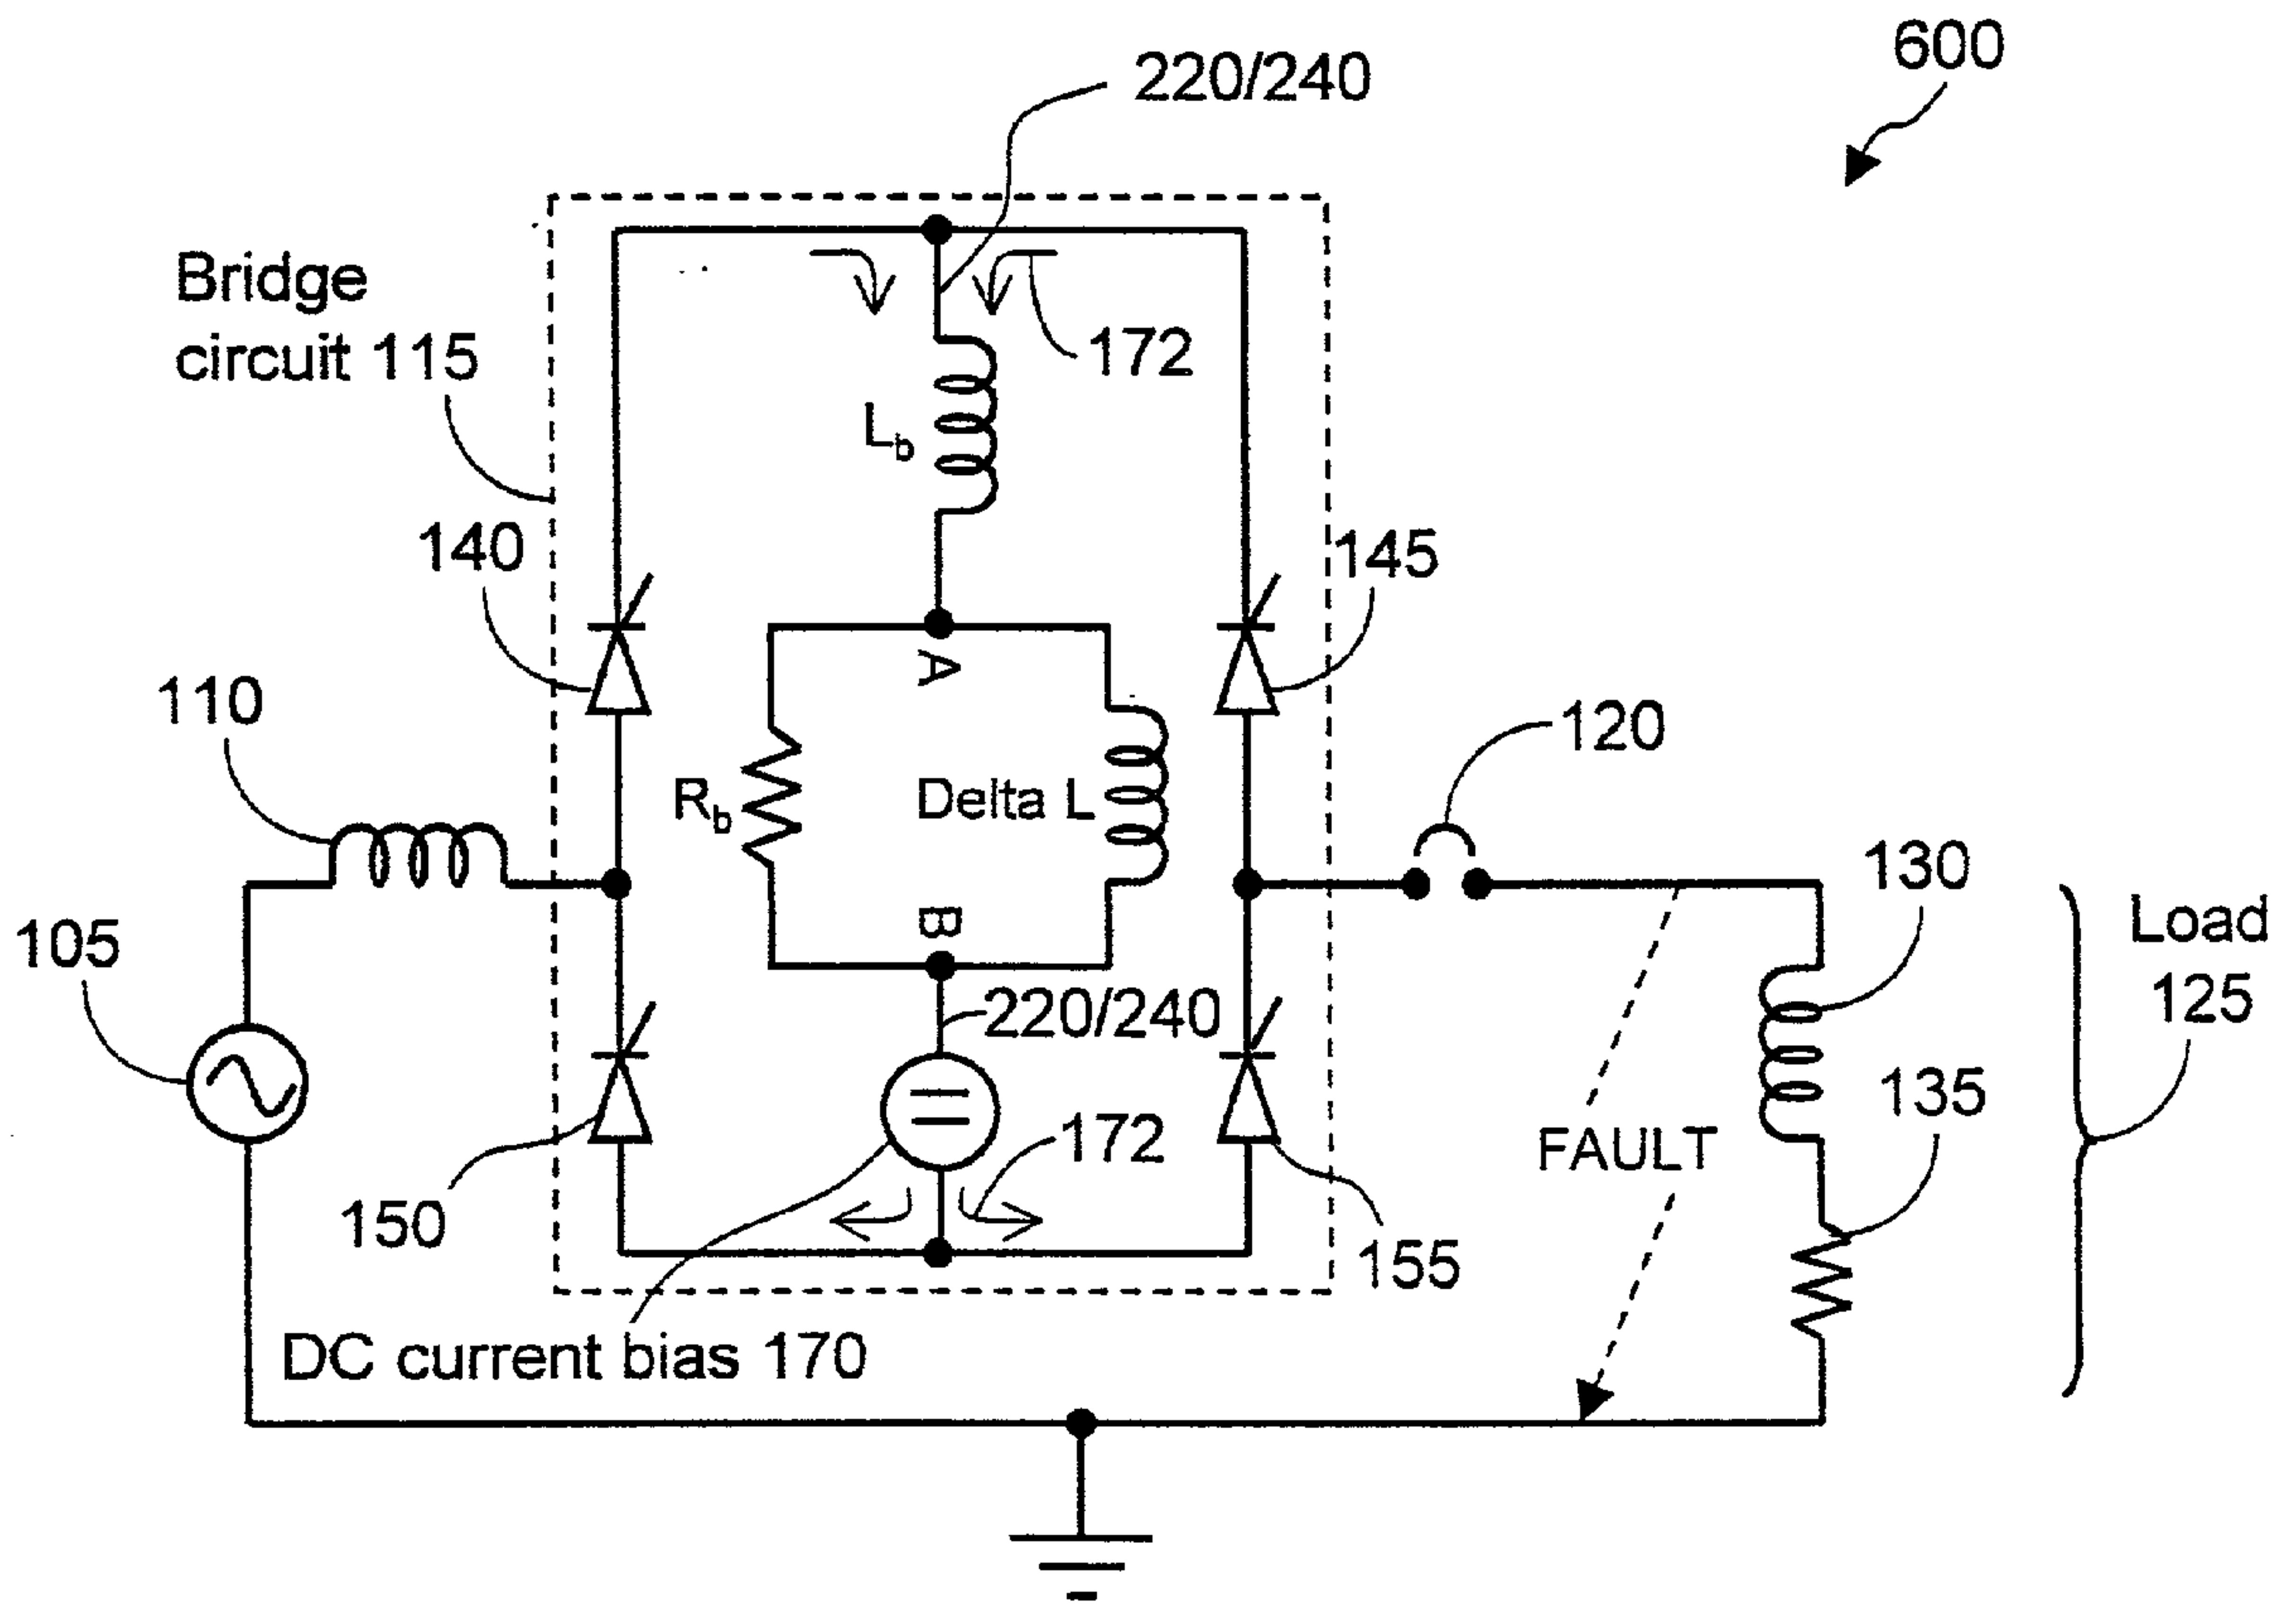 600
220/240
Bridge
circuit 115
172
Lb
140
145
110
A
120
Rb
Delta L
130
105
B
Load
125
220/240
135
172
FAULT
150
155
DC current bias 170